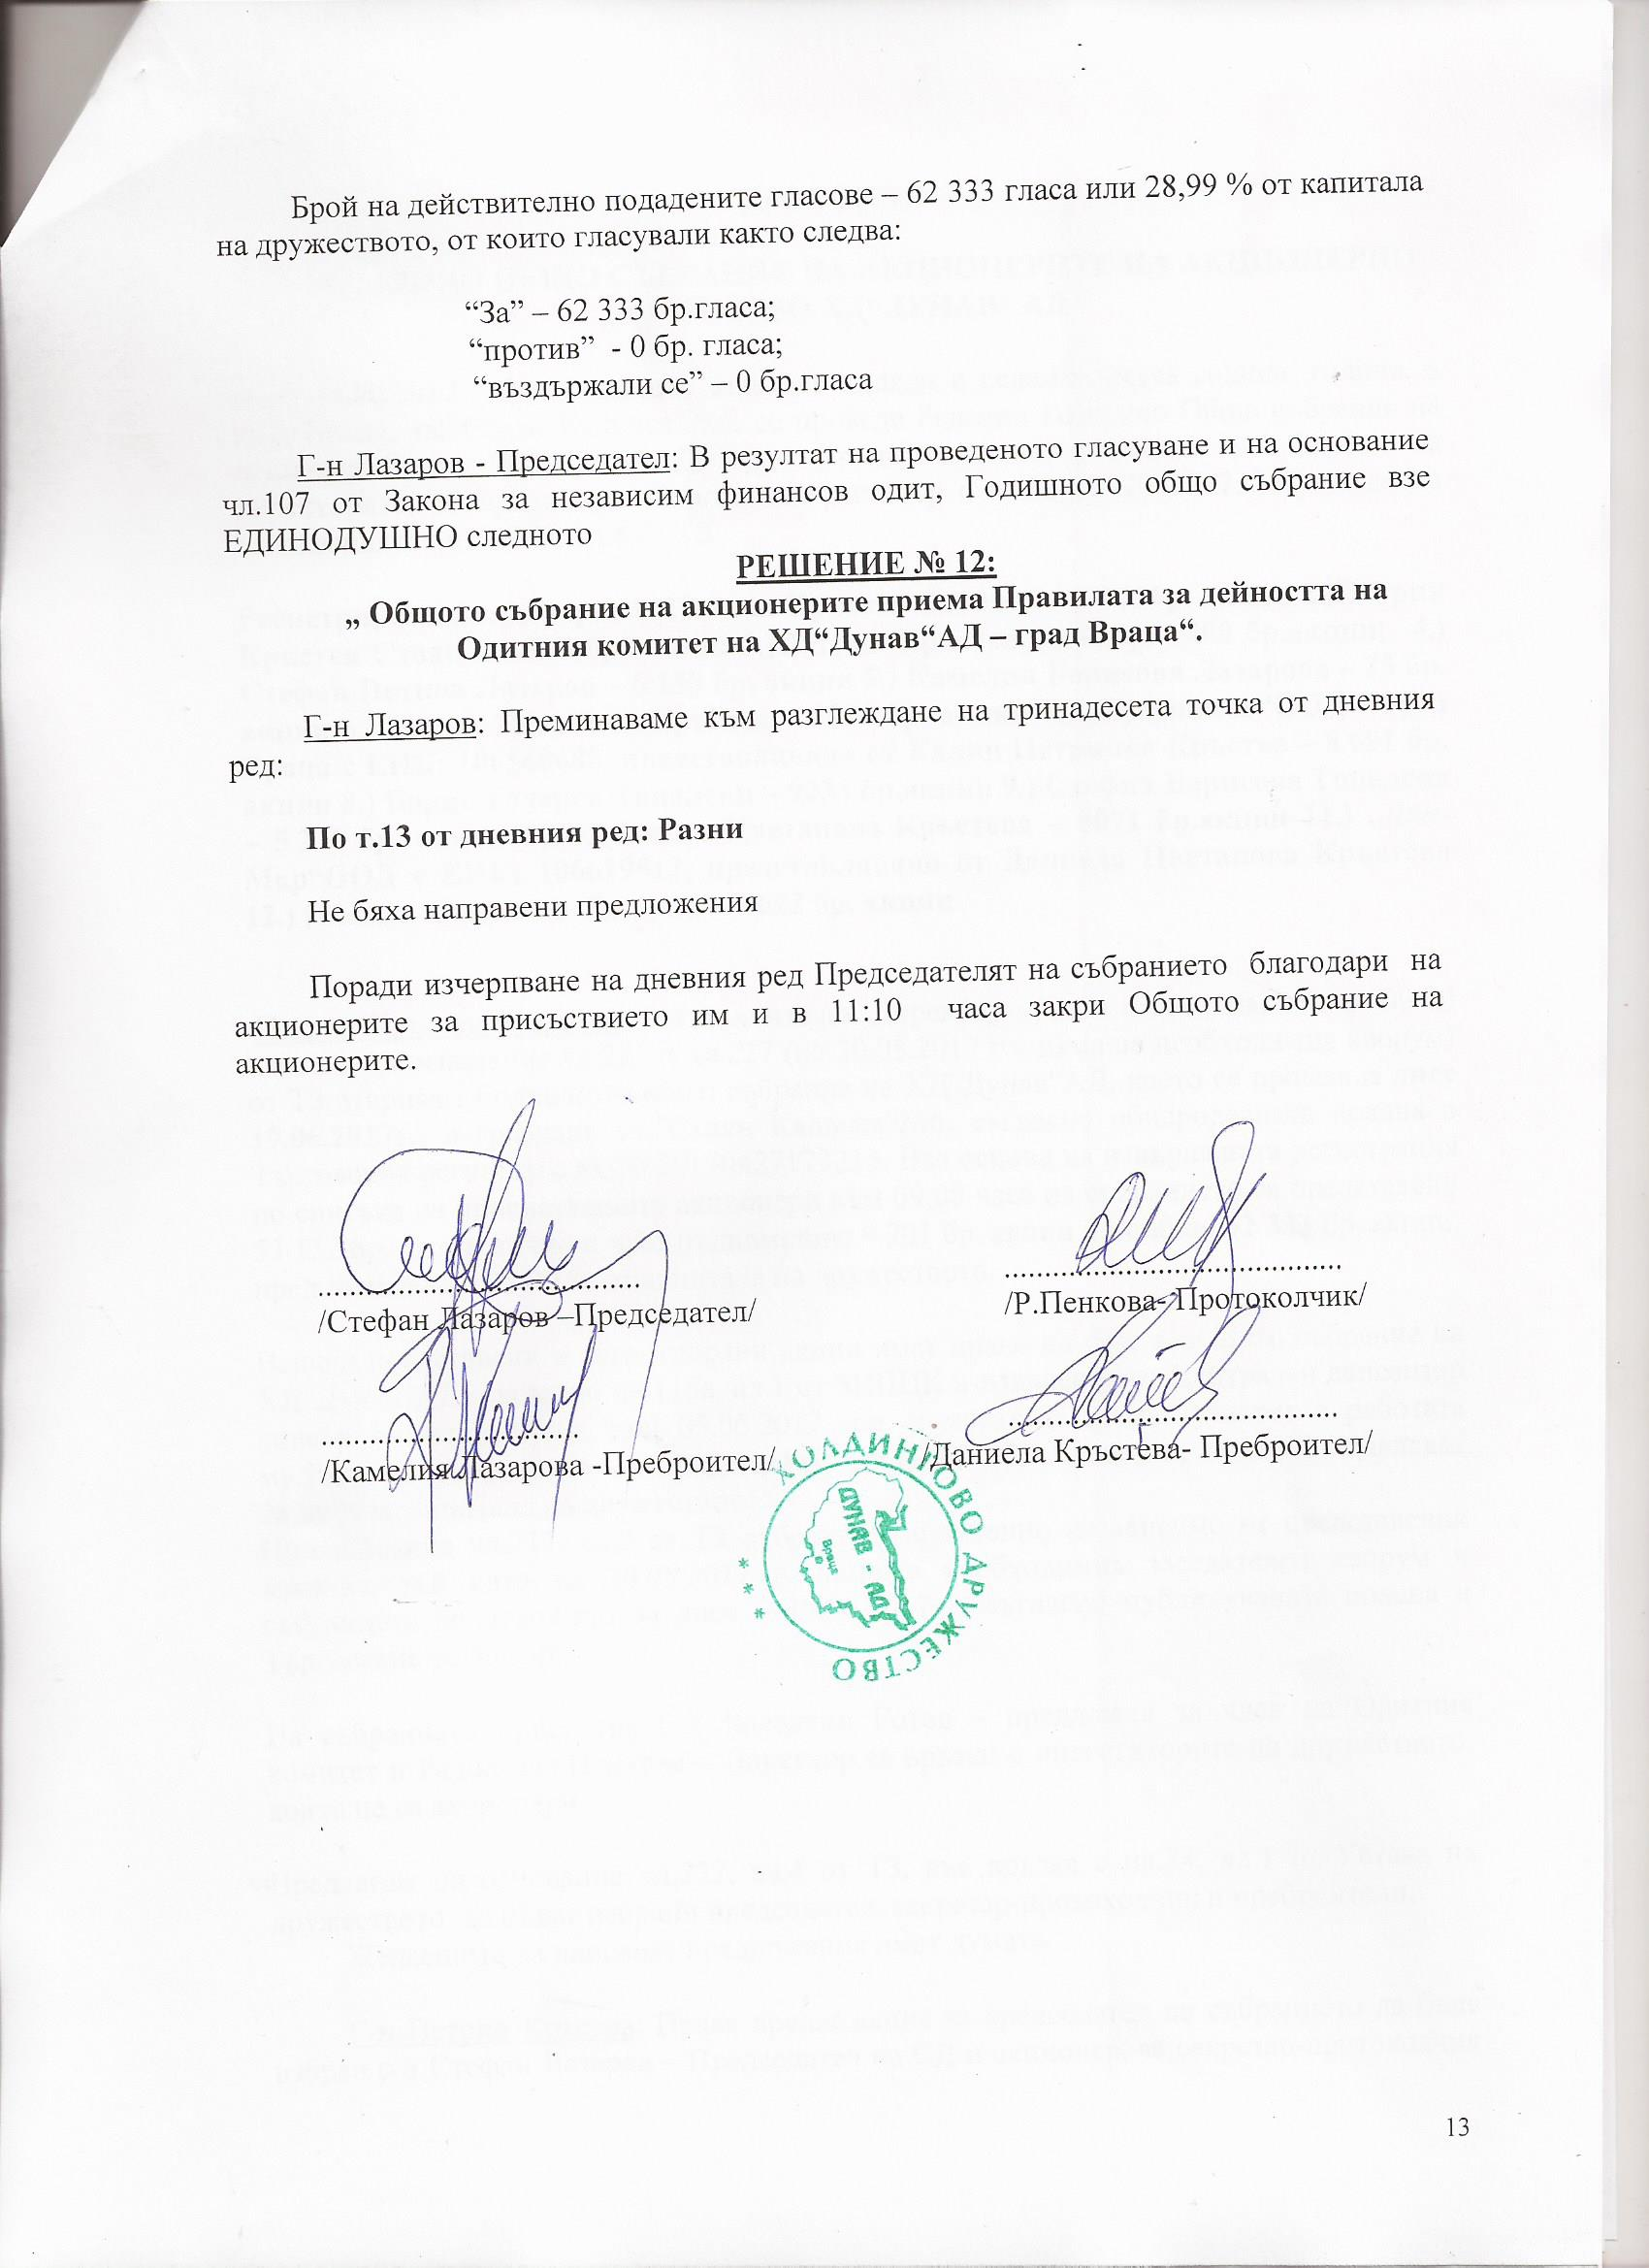 Брой на действително подадените гласове – 62 333 гласа или 28,99 % от капитала
на дружеството, от които гласували както следва:
“За” – 62 333 бр.гласа;
“против” - 0 бр. гласа;
“въздържали се” – 0 бр.гласа
Г-н Лазаров - Председател: В резултат на проведеното гласуване и на основание
чл.107 от Закона за независим финансов одит, Годишното общо събрание взе
ЕДИНОДУШНО следното
РЕШЕНИЕ № 12:
„ Общото събрание на акционерите приема Правилата за дейността на
Одитния комитет на ХД“Дунав“АД – град Враца“.
Г-н Лазаров: Преминаваме към разглеждане на тринадесета точка от дневния
ред:
По т.13 от дневния ред: Разни
Не бяха направени предложения
Поради изчерпване на дневния ред Председателят на събранието благодари на
акционерите за присъствието им и в 11:10 часа закри Общото събрание на
акционерите.
/Стефан Лазаров –Председател/
/Р.Пенкова- Протоколчик/
/Камелия Лазарова -Преброител/
/Даниела Кръстева- Преброител/
ХОЛДИНГОВО ДРУЖЕСТВО
ДУНАВ - АД
Враца
* * *
13